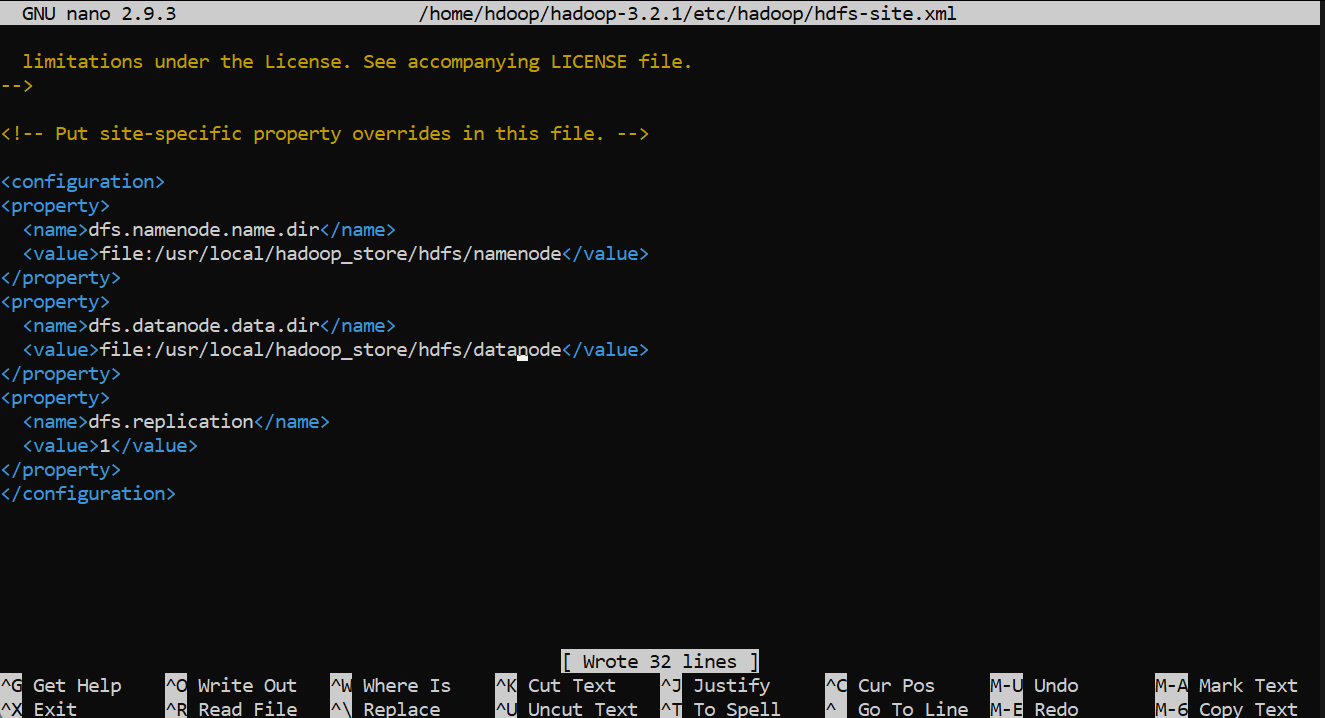 GNU nano 2.9.3 /home/hdoop/hadoop-3.2.1/etc/hadoop/hdfs-site.xml
limitations under the License. See accompanying LICENSE file.
-->
<!-- Put site-specific property overrides in this file. -->
<configuration>
<property>
<name>dfs.namenode.name.dir</name>
<value>file:/usr/local/hadoop_store/hdfs/namenode</value>
</property>
<property>
<name>dfs.datanode.data.dir</name>
<value>file:/usr/local/hadoop_store/hdfs/datanode</value>
</property>
<property>
<name>dfs.replication</name>
<value>1</value>
</property>
</configuration>
[ Wrote 32 lines ]
^G Get Help ^O Write Out ^W Where Is ^K Cut Text ^J Justify ^C Cur Pos M-U Undo M-A Mark Text
^X Exit ^R Read File ^\ Replace ^U Uncut Text ^T To Spell ^_ Go To Line M-E Redo M-6 Copy Text